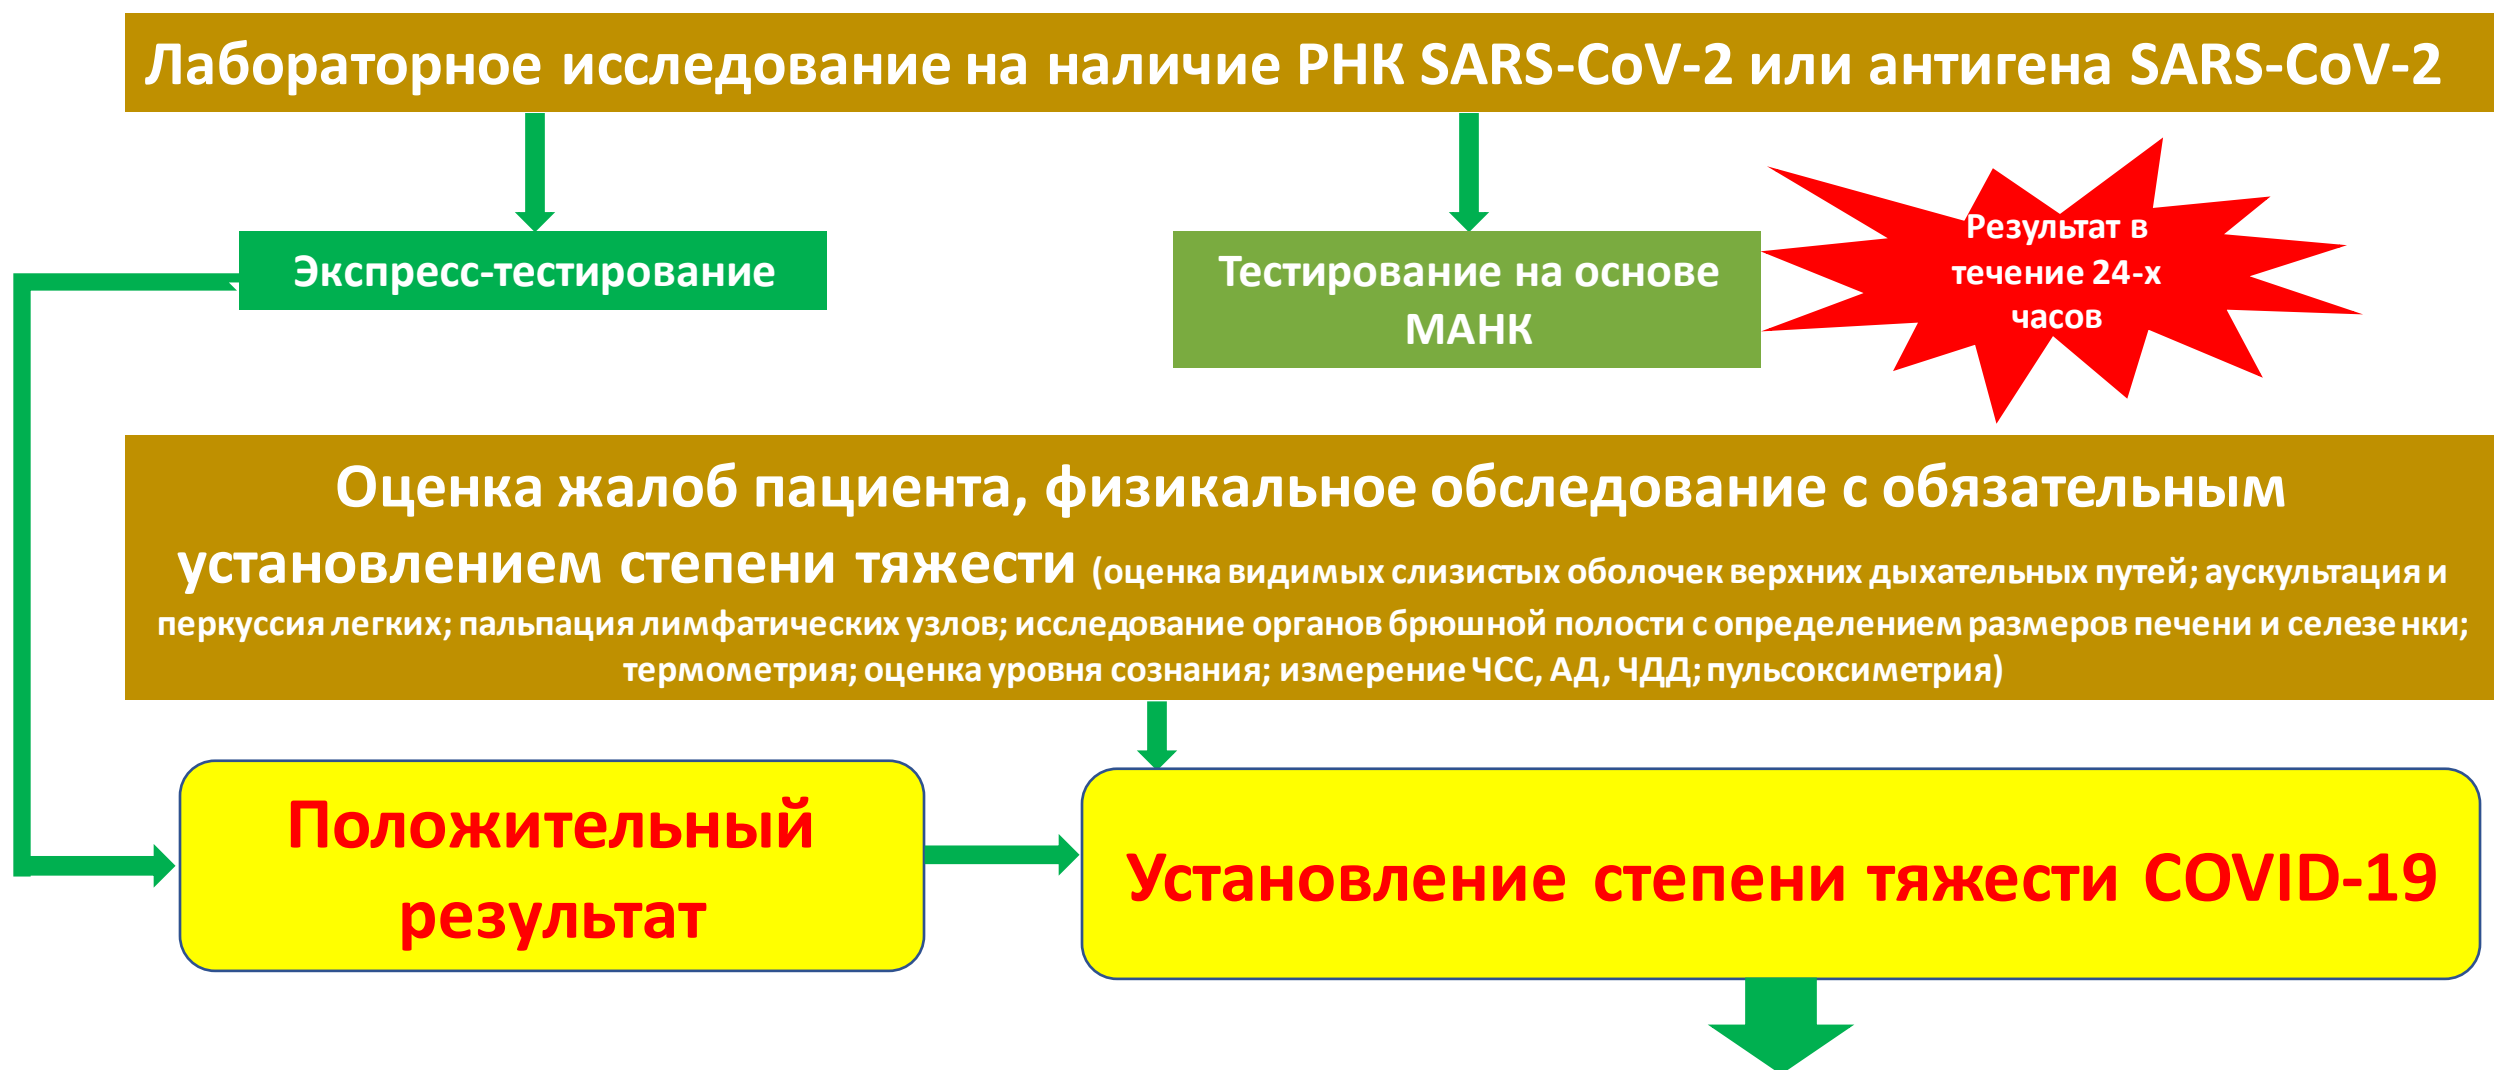 Лабораторное исследование на наличие РНК SARS-CoV-2 или антигена SARS-CoV-2
Экспресс-тестирование
Тестирование на основе
МАНК
Результат в
течение 24-х
часов
Оценка жалоб пациента, физикальное обследование с обязательным
установлением степени тяжести (оценка видимых слизистых оболочек верхних дыхательных путей; аускультация и
перкуссия легких; пальпация лимфатических узлов; исследование органов брюшной полости с определением размеров печени и селезенки;
термометрия; оценка уровня сознания; измерение ЧСС, АД, ЧДД; пульсоксиметрия)
Положительный
результат
Установление степени тяжести COVID-19